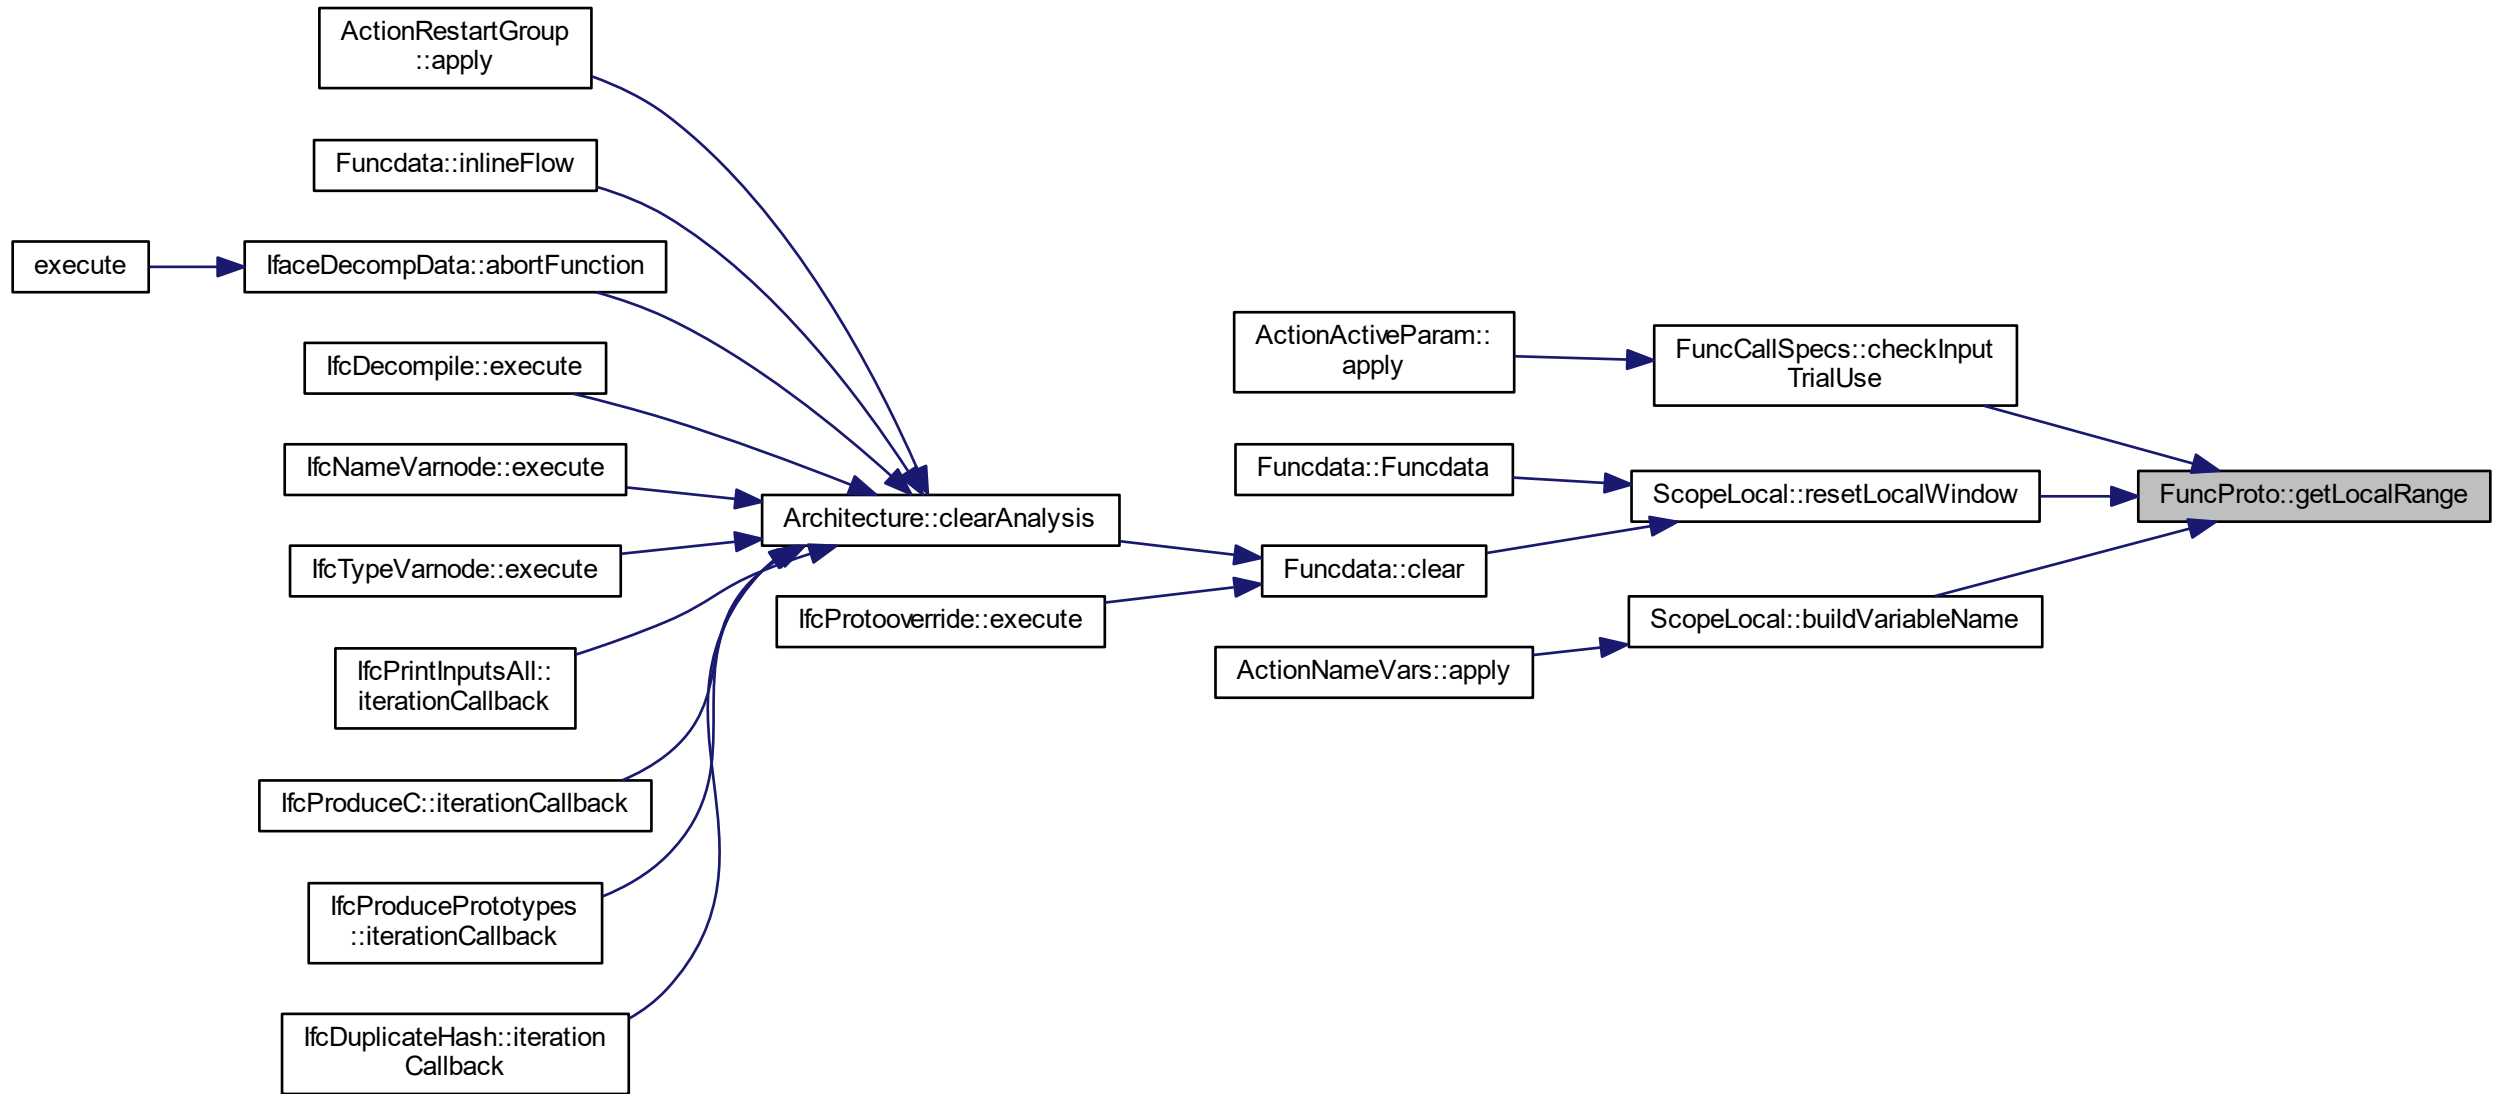 ActionRestartGroup
::apply
Funcdata::inlineFlow
execute
IfaceDecompData::abortFunction
IfcDecompile::execute
IfcNameVarnode::execute
IfcTypeVarnode::execute
IfcPrintInputsAll::
iterationCallback
IfcProduceC::iterationCallback
IfcProducePrototypes
::iterationCallback
IfcDuplicateHash::iteration
Callback
Architecture::clearAnalysis
IfcProtooverride::execute
ActionActiveParam::
apply
Funcdata::Funcdata
Funcdata::clear
ActionNameVars::apply
FuncCallSpecs::checkInput
TrialUse
ScopeLocal::resetLocalWindow
ScopeLocal::buildVariableName
FuncProto::getLocalRange